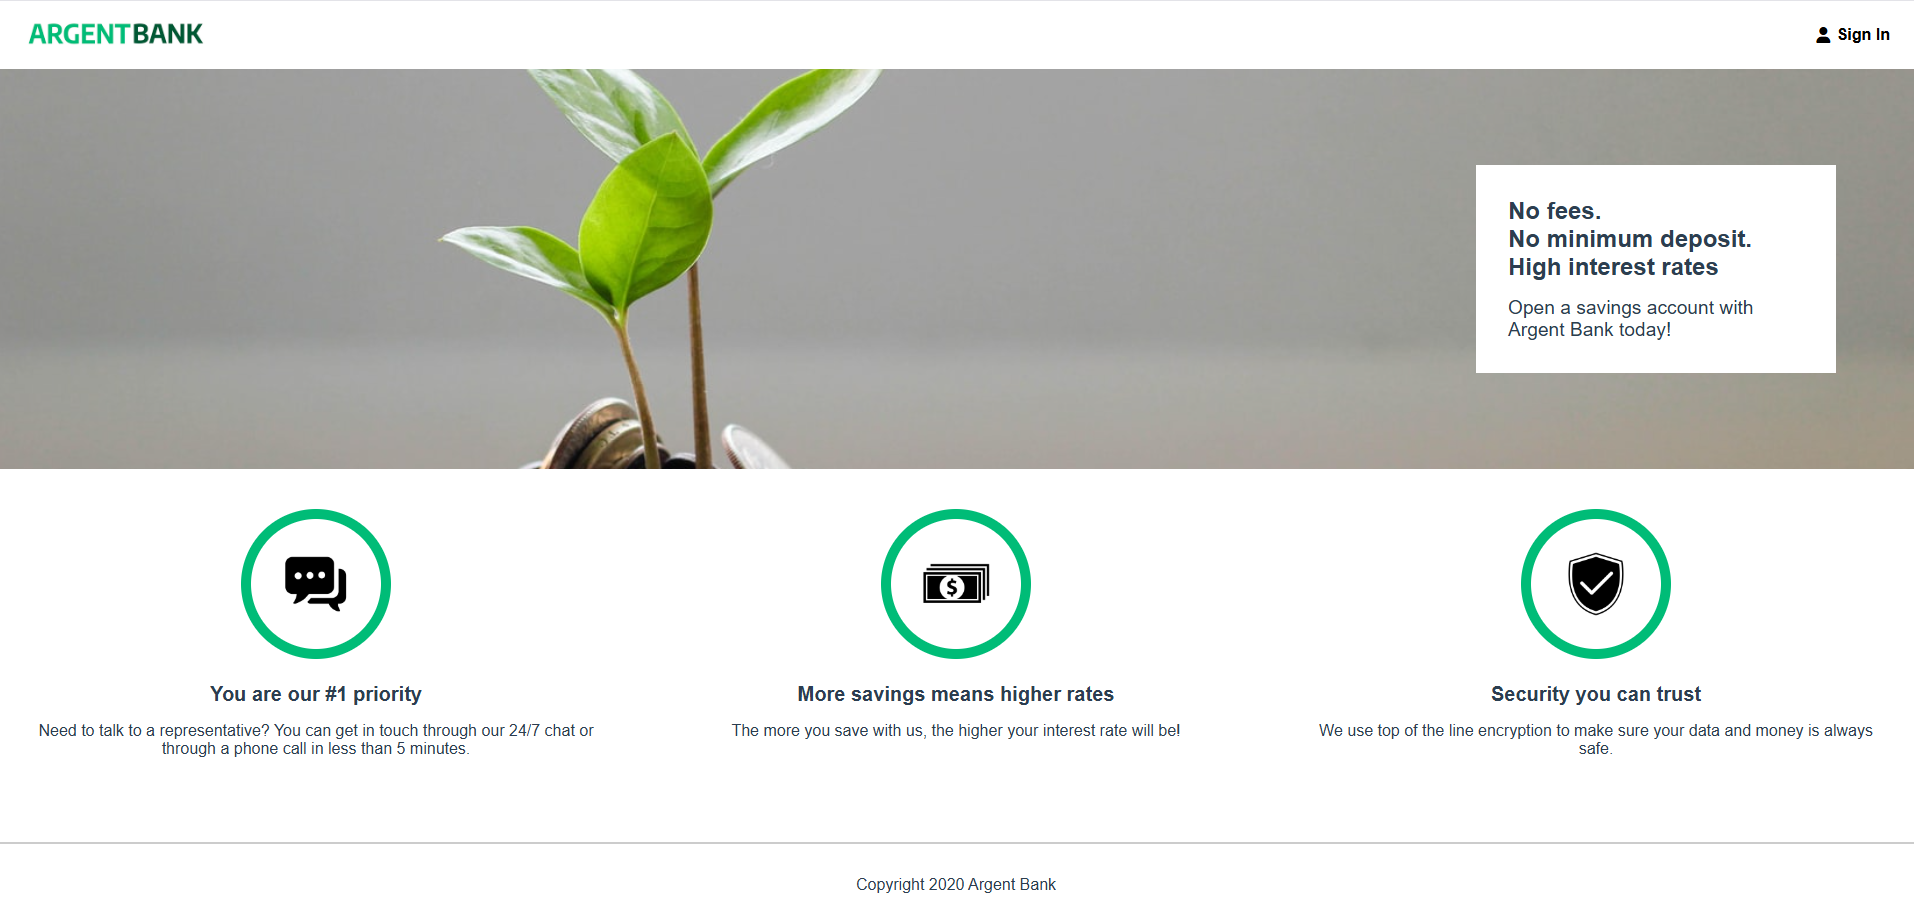 ARGENTBANK
Sign In
No fees.
No minimum deposit.
High interest rates
Open a savings account with
Argent Bank today!
You are our #1 priority
Need to talk to a representative? You can get in touch through our 24/7 chat or
through a phone call in less than 5 minutes.
More savings means higher rates
The more you save with us, the higher your interest rate will be!
Security you can trust
We use top of the line encryption to make sure your data and money is always
safe.
Copyright 2020 Argent Bank